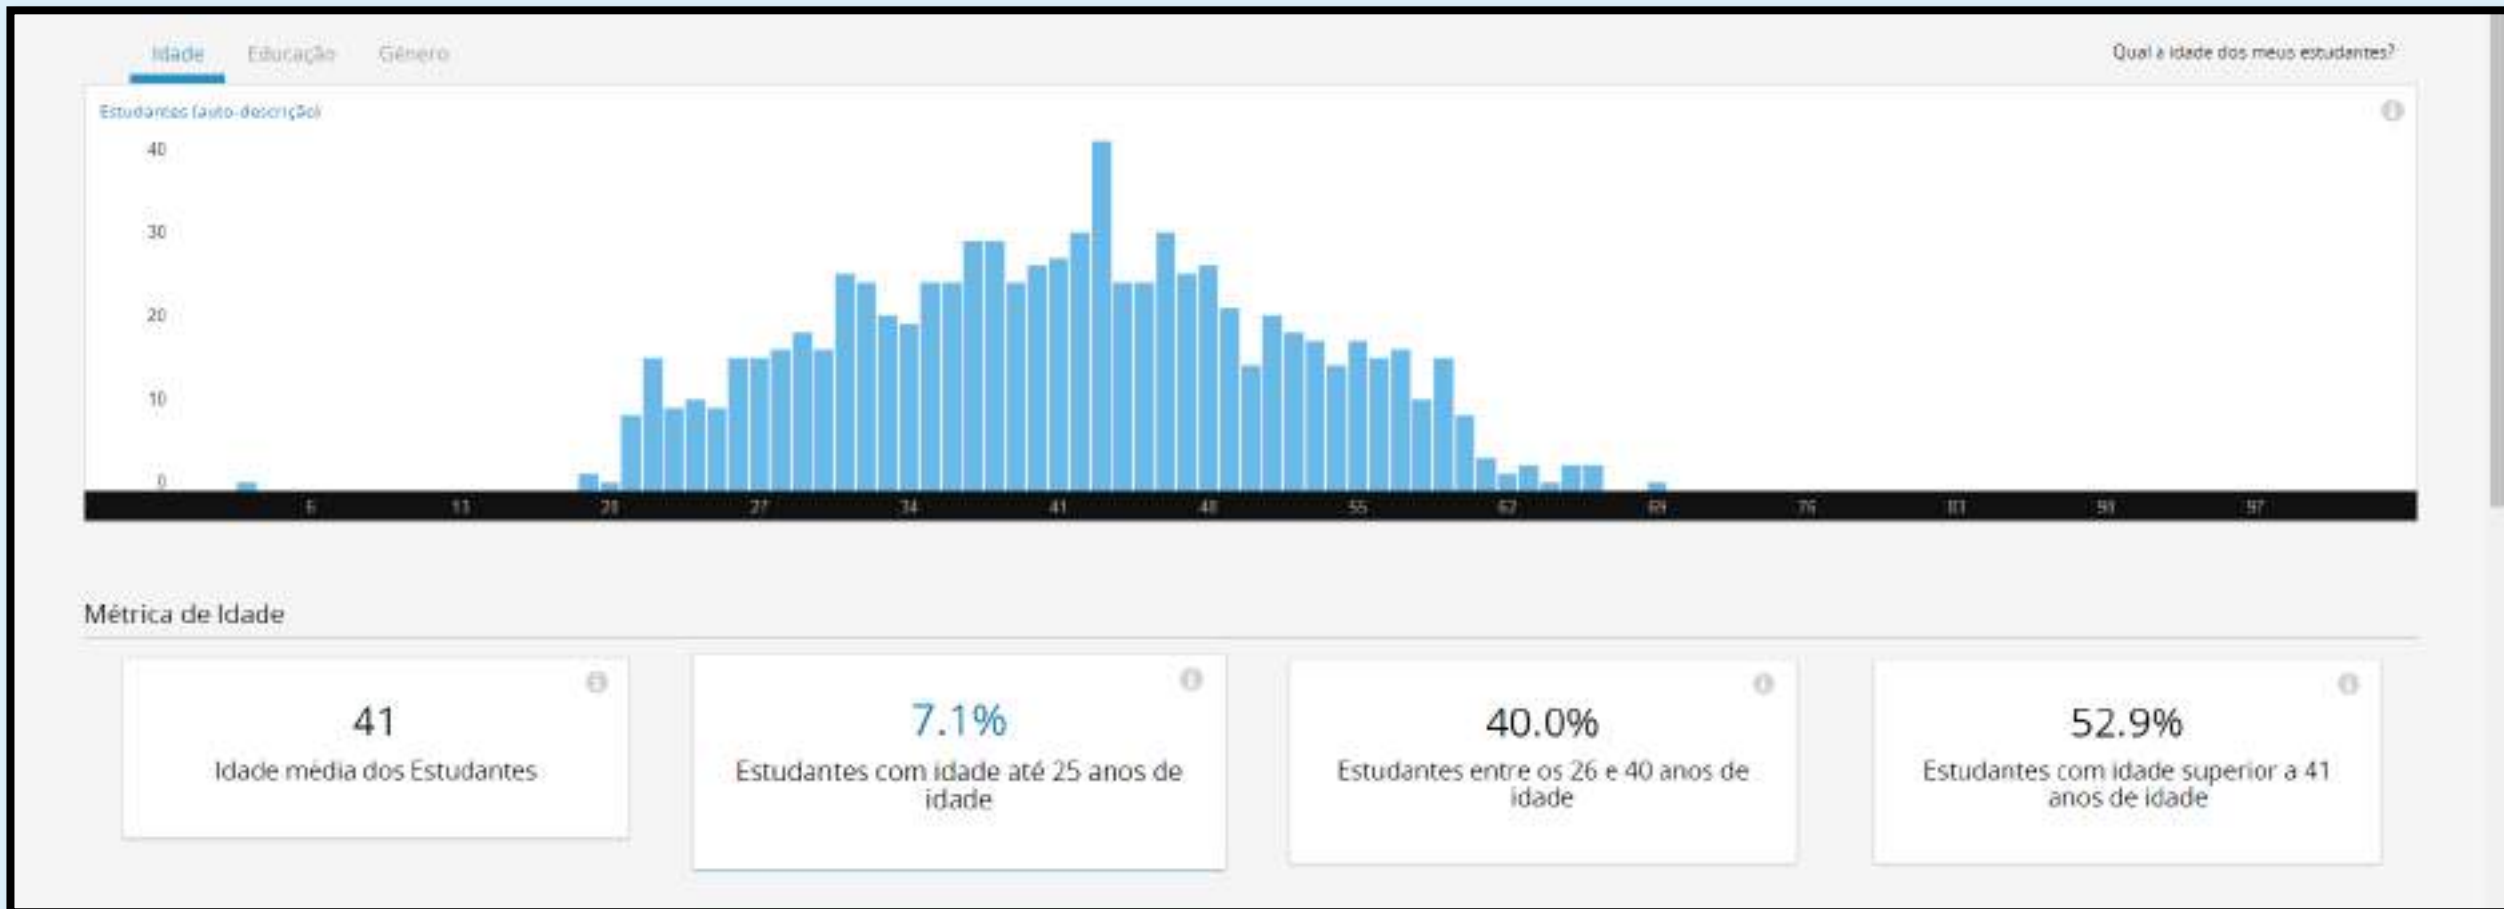 Idade Educação Género
Qual a idade dos meus estudantes?
Estudantes (auto-descrição)
40
30
20
10
0
6 13 20 27 34 41 48 55 62 69 76 83 90 97
Métrica de Idade
41
Idade média dos Estudantes
7.1%
Estudantes com idade até 25 anos de
idade
40.0%
Estudantes entre os 26 e 40 anos de
idade
52.9%
Estudantes com idade superior a 41
anos de idade